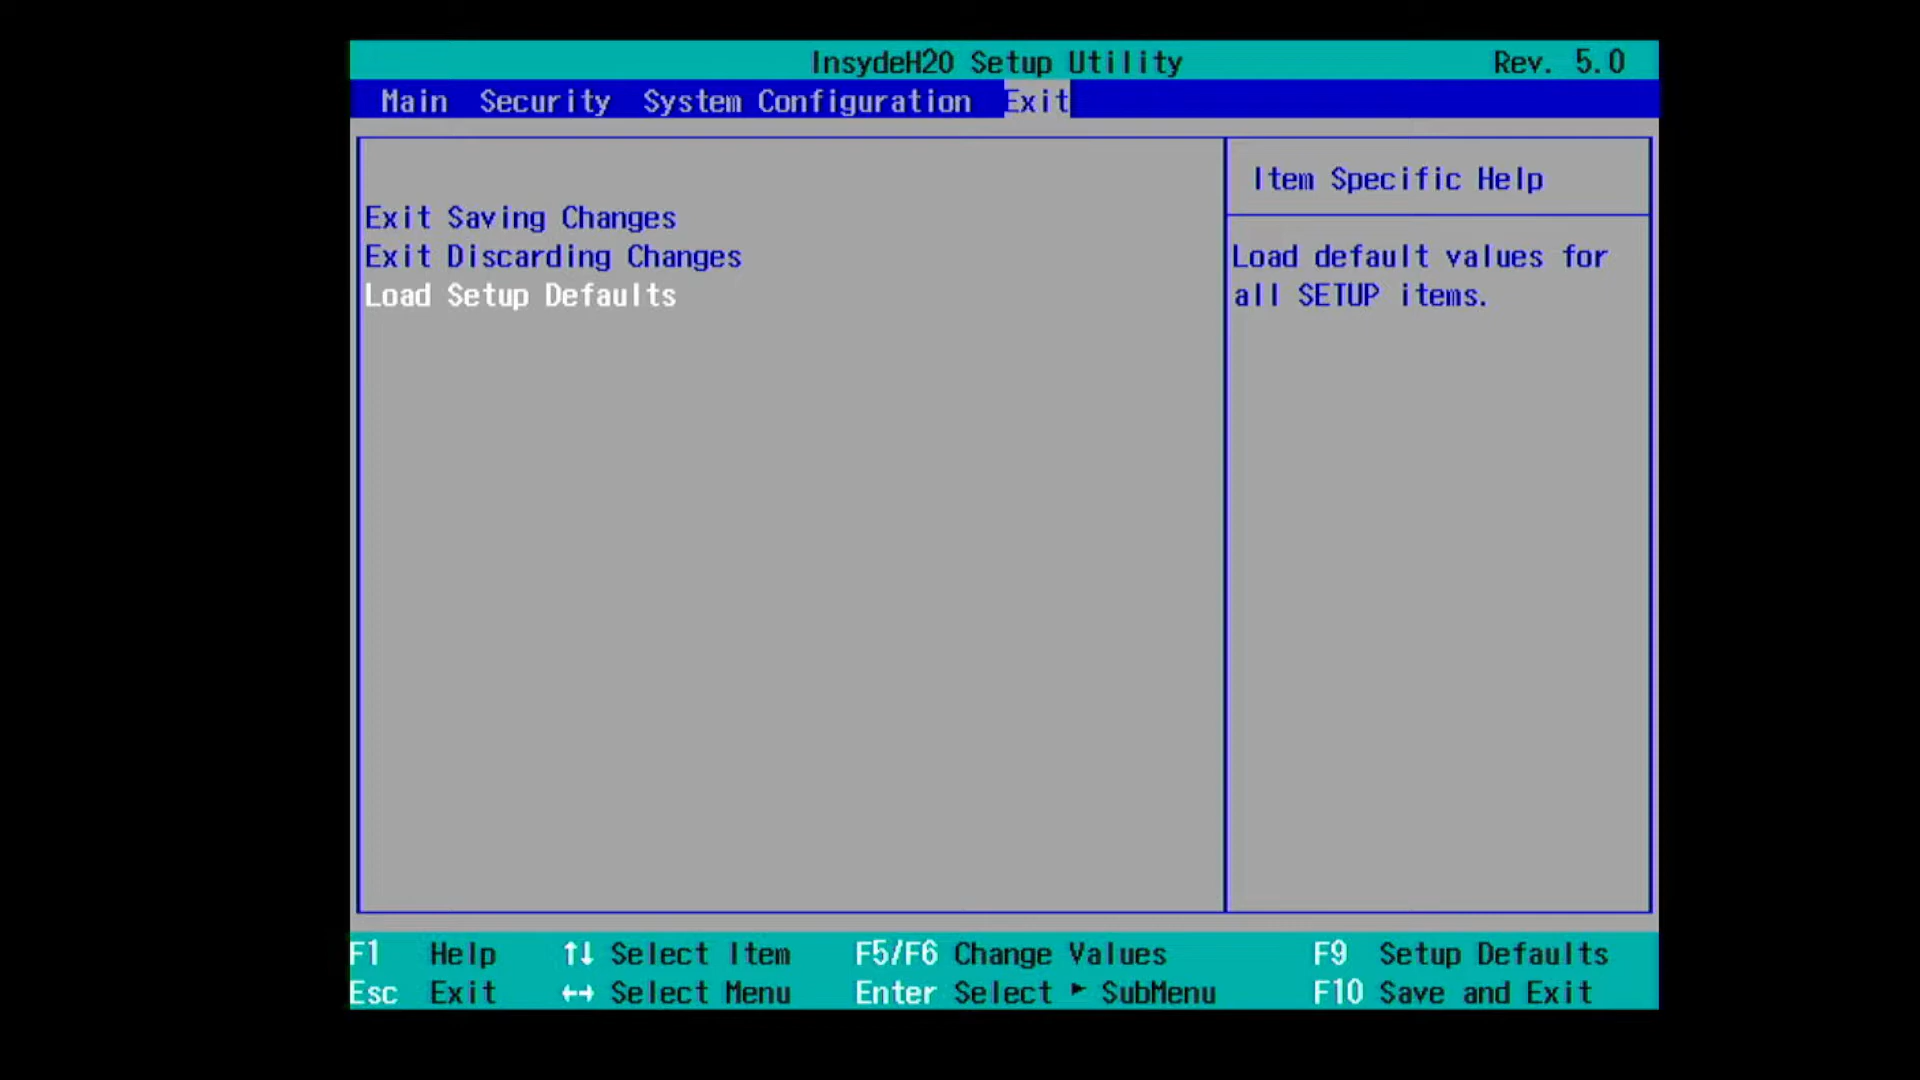 InsydeH20 Setup Utility Rev. 5.0
Main Security System Configuration Exit
Item Specific Help
Exit Saving Changes
Exit Discarding Changes
Load Setup Defaults
Load default values for
all SETUP items.
F1 Help ↑↓ Select Item F5/F6 Change Values F9 Setup Defaults
Esc Exit ←→ Select Menu Enter Select ► SubMenu F10 Save and Exit